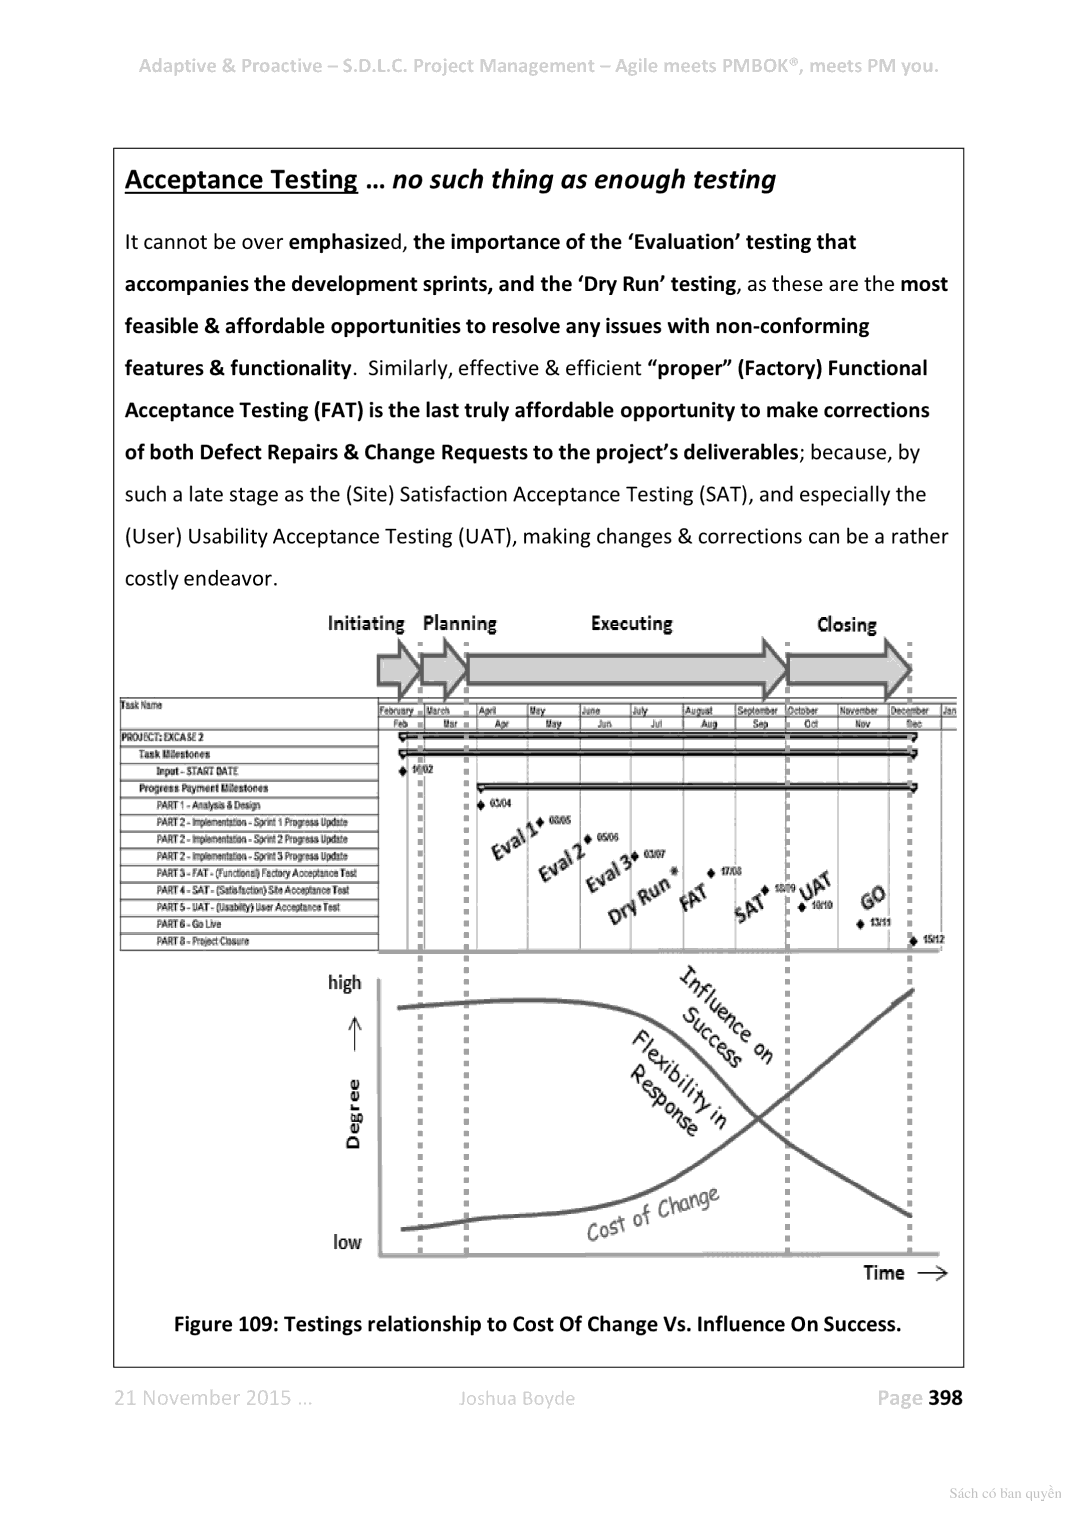 Adaptive & Proactive – S.D.L.C. Project Management – Agile meets PMBOK®, meets PM you.
Acceptance Testing … no such thing as enough testing
It cannot be over emphasized, the importance of the ‘Evaluation’ testing that
accompanies the development sprints, and the ‘Dry Run’ testing, as these are the most
feasible & affordable opportunities to resolve any issues with non-conforming
features & functionality.  Similarly, effective & efficient “proper” (Factory) Functional
Acceptance Testing (FAT) is the last truly affordable opportunity to make corrections
of both Defect Repairs & Change Requests to the project’s deliverables; because, by
such a late stage as the (Site) Satisfaction Acceptance Testing (SAT), and especially the
(User) Usability Acceptance Testing (UAT), making changes & corrections can be a rather
costly endeavor.
Initiating Planning Executing Closing
Task Name
February March April May June July August September October November December Jan
Feb Mar Apr May Jun Jul Aug Sep Oct Nov Dec
PROJECT: EXCASE 2
Task Milestones
Input - START DATE 16/02
Progress Payment Milestones
PART 1 - Analysis & Design 03/04
PART 2 - Implementation - Sprint 1 Progress Update Eval 1 08/05
PART 2 - Implementation - Sprint 2 Progress Update Eval 2 05/06
PART 2 - Implementation - Sprint 3 Progress Update Eval 3 03/07
Dry Run *
PART 3 - FAT - (Functional) Factory Acceptance Test FAT 17/08
PART 4 - SAT - (Satisfaction) Site Acceptance Test SAT 18/09
PART 5 - UAT - (Usability) User Acceptance Test UAT
PART 6 - Go Live GO 13/11
PART 8 - Project Closure 15/12
high
Influence on
Success
Flexibility in
Response
Degree
Cost of Change
low
Time
Figure 109: Testings relationship to Cost Of Change Vs. Influence On Success.
21 November 2015 … Joshua Boyde Page 398
Sách có bản quyền